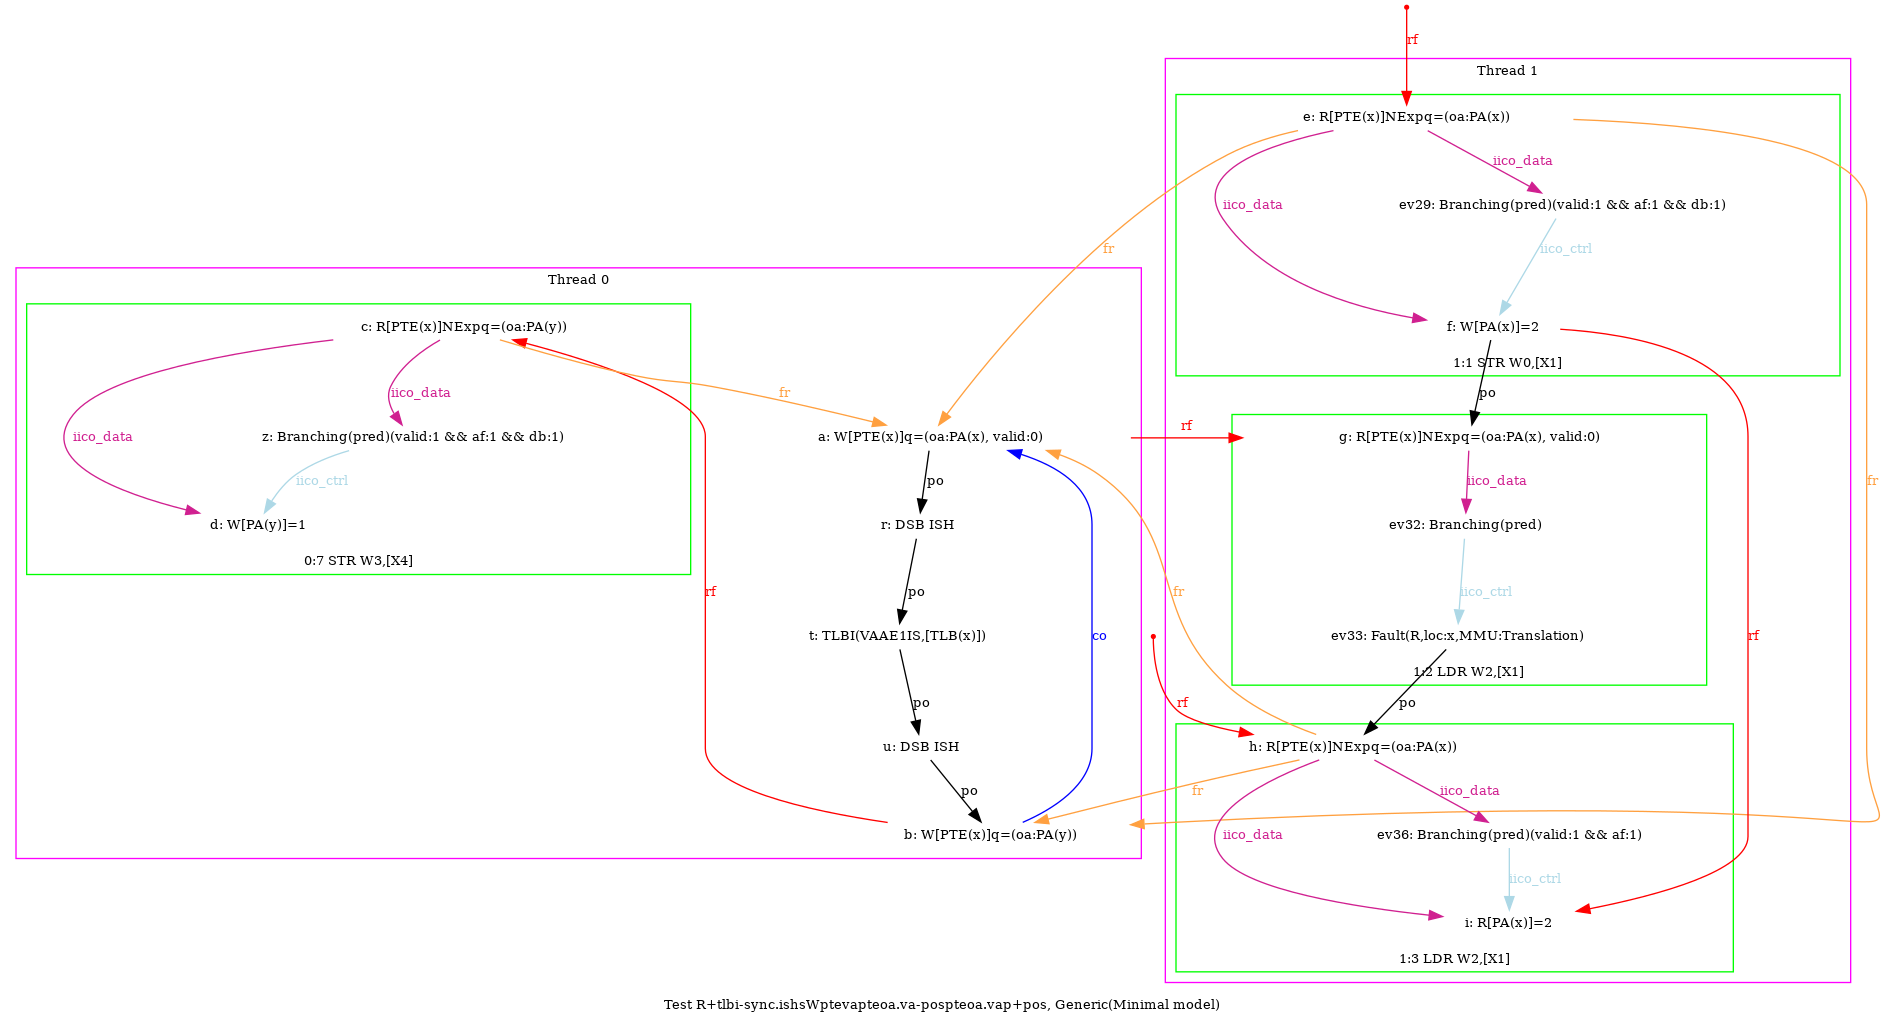 rf
Thread 1
e: R[PTE(x)]NExpq=(oa:PA(x))
iico_data
iico_data
ev29: Branching(pred)(valid:1 && af:1 && db:1)
fr
iico_ctrl
f: W[PA(x)]=2
1:1 STR W0,[X1]
Thread 0
c: R[PTE(x)]NExpq=(oa:PA(y))
iico_data
fr
po
iico_data
z: Branching(pred)(valid:1 && af:1 && db:1)
a: W[PTE(x)]q=(oa:PA(x), valid:0)
rf
g: R[PTE(x)]NExpq=(oa:PA(x), valid:0)
iico_ctrl
po
iico_data
fr
d: W[PA(y)]=1
r: DSB ISH
ev32: Branching(pred)
0:7 STR W3,[X4]
rf
po
fr
iico_ctrl
t: TLBI(VAAE1IS,[TLB(x)])
co
ev33: Fault(R,loc:x,MMU:Translation)
rf
1:2 LDR W2,[X1]
po
rf
po
u: DSB ISH
h: R[PTE(x)]NExpq=(oa:PA(x))
po
fr
iico_data
b: W[PTE(x)]q=(oa:PA(y))
iico_data
ev36: Branching(pred)(valid:1 && af:1)
iico_ctrl
i: R[PA(x)]=2
1:3 LDR W2,[X1]
Test R+tlbi-sync.ishsWptevapteoa.va-pospteoa.vap+pos, Generic(Minimal model)